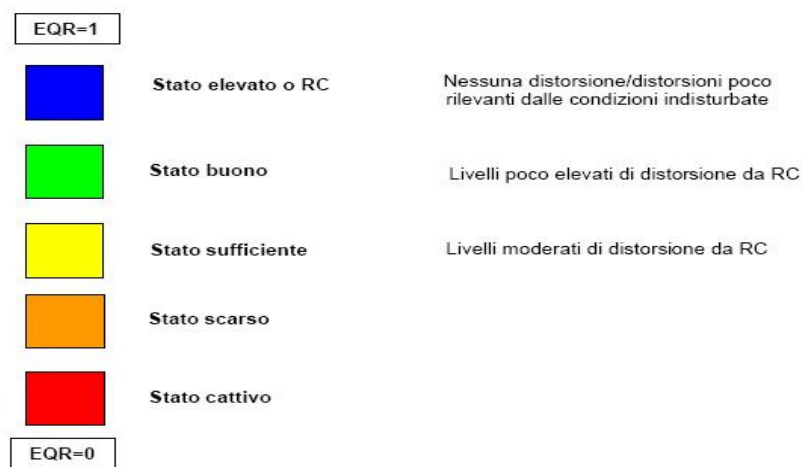 EQR=1
Stato elevato o RC
Nessuna distorsione/distorsioni poco
rilevanti dalle condizioni indisturbate
Stato buono
Livelli poco elevati di distorsione da RC
Stato sufficiente
Livelli moderati di distorsione da RC
Stato scarso
Stato cattivo
EQR=0